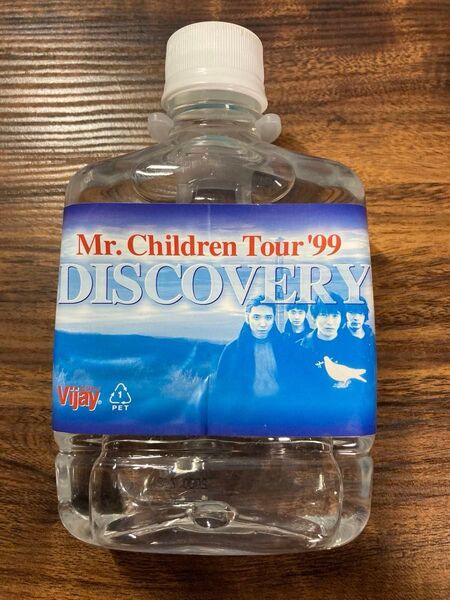 Mr. Children Tour '99
DISCOVERY
Vijay®
1
PET